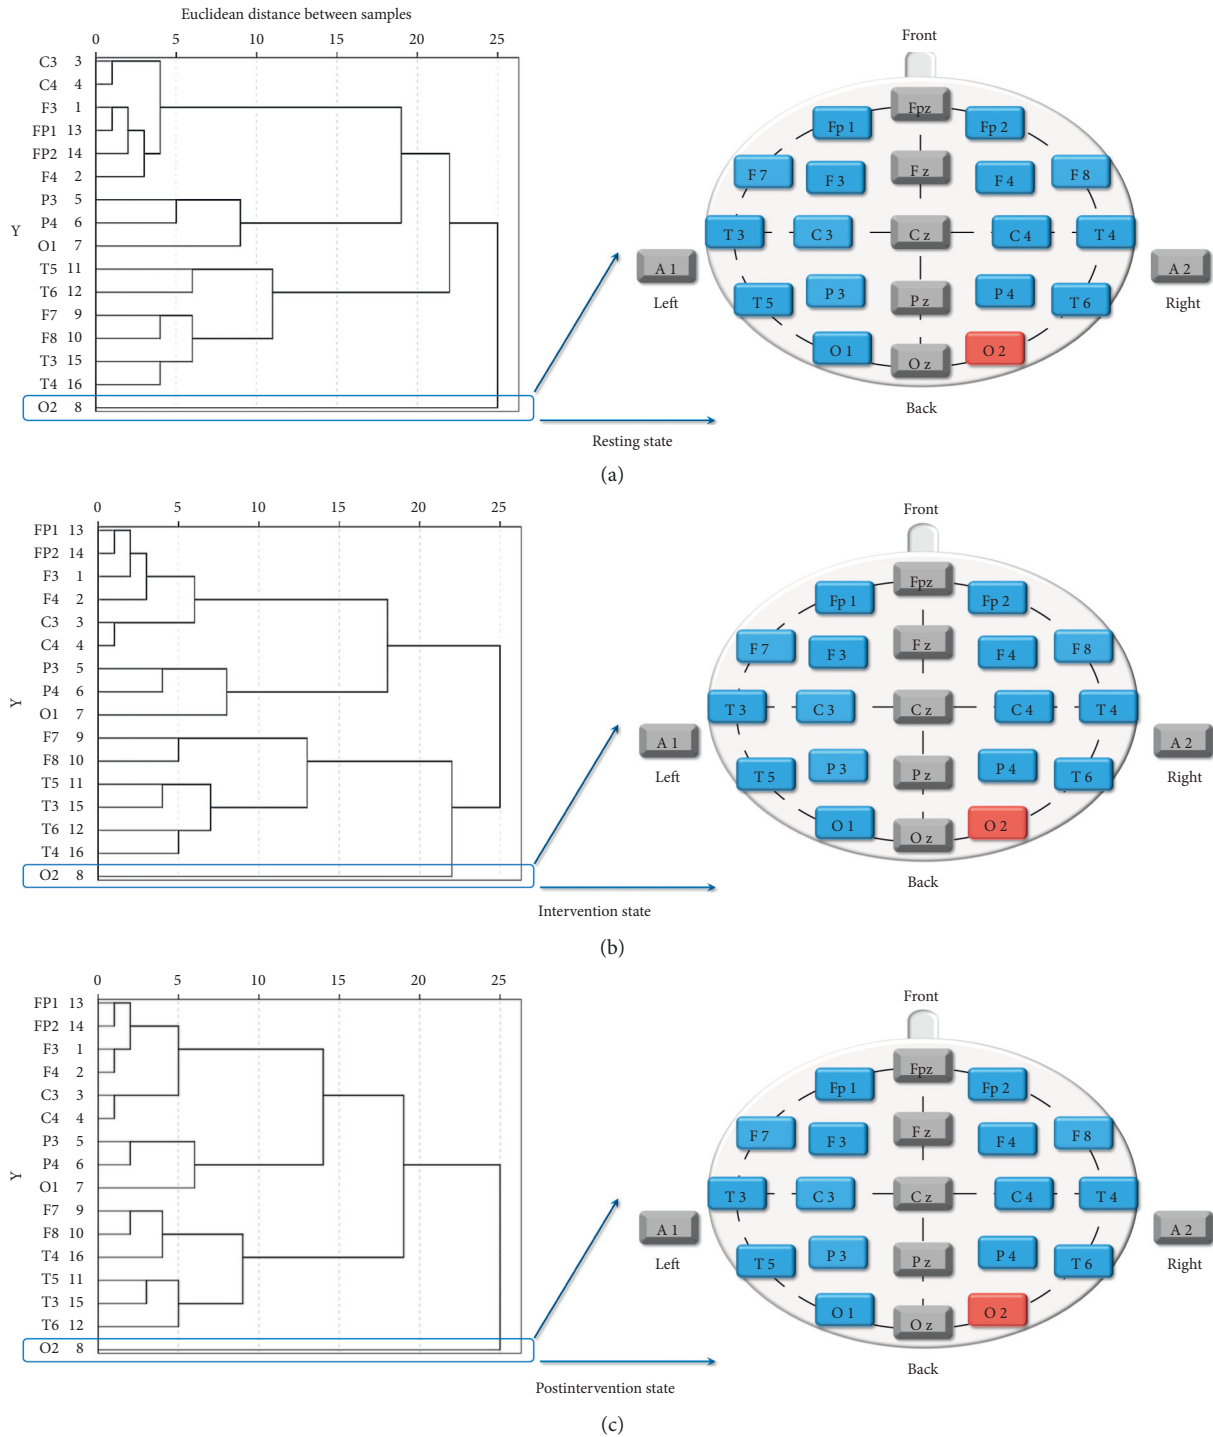 Euclidean distance between samples
0 5 10 15 20 25
C3 3
C4 4
F3 1
FP1 13
FP2 14
F4 2
P3 5
P4 6
O1 7
T5 11
T6 12
F7 9
F8 10
T3 15
T4 16
O2 8
Y
Front
Fpz
Fp 1 Fp 2
F 7 F 3 F z F 4 F 8
T 3 C 3 C z C 4 T 4
A 1 A 2
Left Right
T 5 P 3 P z P 4 T 6
O 1 O z O 2
Back
Resting state
(a)
0 5 10 15 20 25
FP1 13
FP2 14
F3 1
F4 2
C3 3
C4 4
P3 5
P4 6
O1 7
F7 9
F8 10
T5 11
T3 15
T6 12
T4 16
O2 8
Y
Front
Fpz
Fp 1 Fp 2
F 7 F 3 F z F 4 F 8
T 3 C 3 C z C 4 T 4
A 1 A 2
Left Right
T 5 P 3 P z P 4 T 6
O 1 O z O 2
Back
Intervention state
(b)
0 5 10 15 20 25
FP1 13
FP2 14
F3 1
F4 2
C3 3
C4 4
P3 5
P4 6
O1 7
F7 9
F8 10
T4 16
T5 11
T3 15
T6 12
O2 8
Y
Front
Fpz
Fp 1 Fp 2
F 7 F 3 F z F 4 F 8
T 3 C 3 C z C 4 T 4
A 1 A 2
Left Right
T 5 P 3 P z P 4 T 6
O 1 O z O 2
Back
Postintervention state
(c)